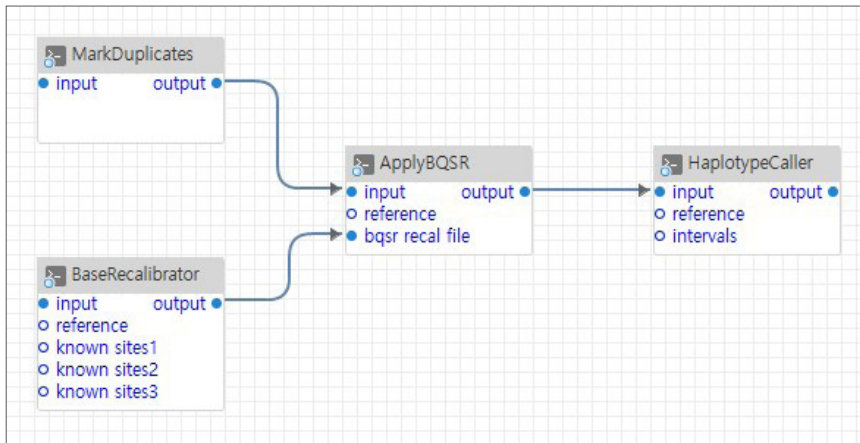 MarkDuplicates
input output
ApplyBQSR
input output
reference
bqsr recal file
HaplotypeCaller
input output
reference
intervals
BaseRecalibrator
input output
reference
known sites1
known sites2
known sites3